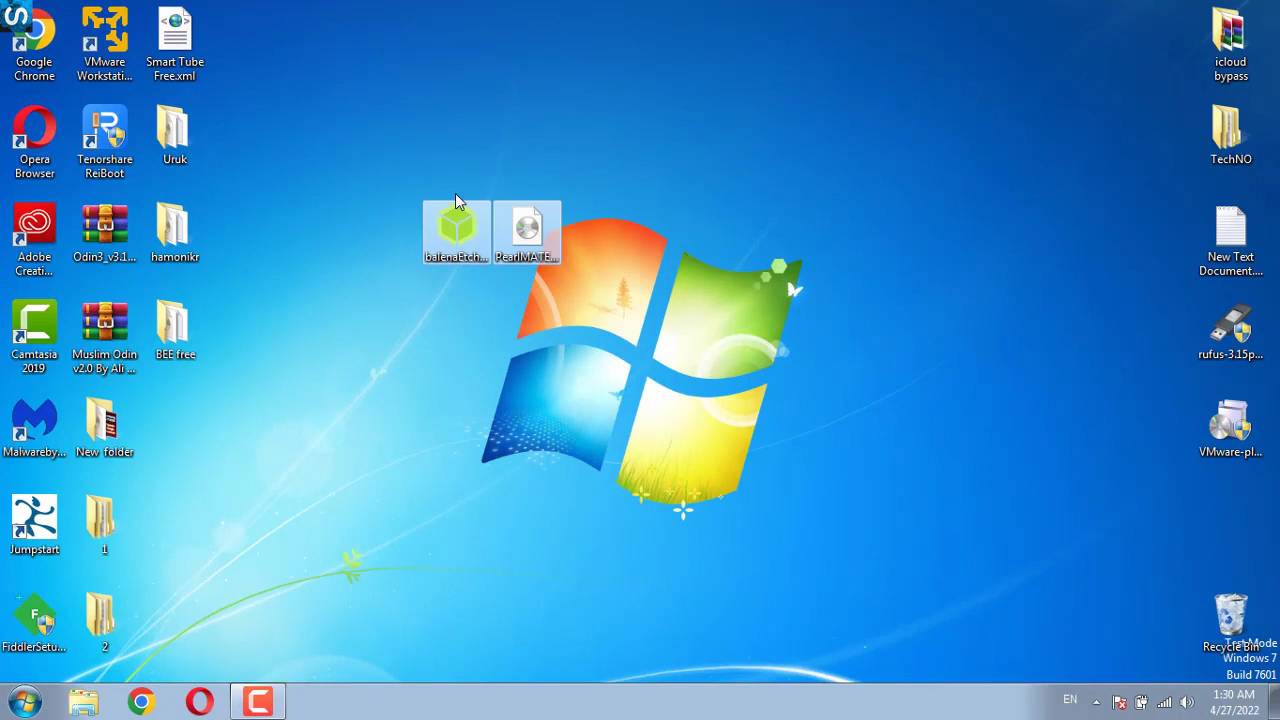 Google
Chrome
VMware
Workstati...
Smart Tube
Free.xml
icloud
bypass
Opera
Browser
Tenorshare
ReiBoot
Uruk
TechNO
Adobe
Creati...
Odin3_v3.1...
hamonikr
balenaEtch...
PearlMATE...
New Text
Document....
Camtasia
2019
Muslim Odin
v2.0 By Ali ...
BEE free
rufus-3.15p...
Malwareby...
New folder
VMware-pl...
Jumpstart
1
FiddlerSetu...
2
Recycle Bin
Test Mode
Windows 7
Build 7601
EN
1:30 AM
4/27/2022